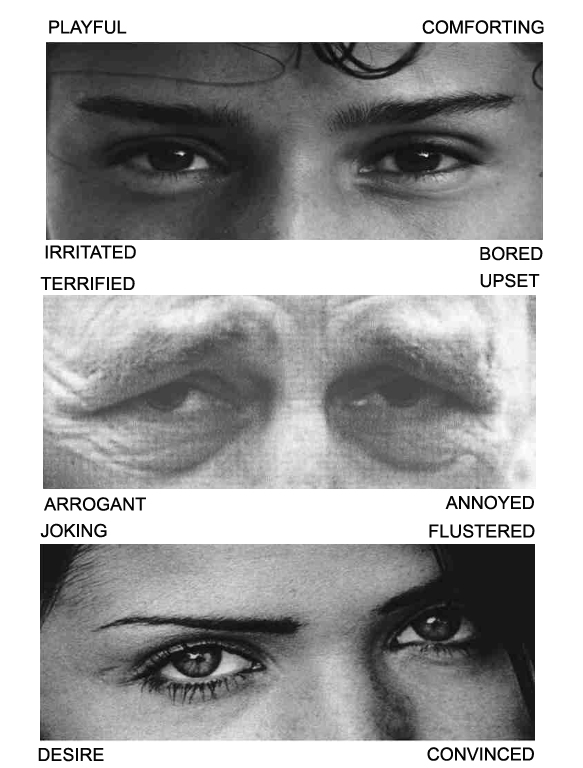 PLAYFUL COMFORTING
IRRITATED BORED
TERRIFIED UPSET
ARROGANT ANNOYED
JOKING FLUSTERED
DESIRE CONVINCED